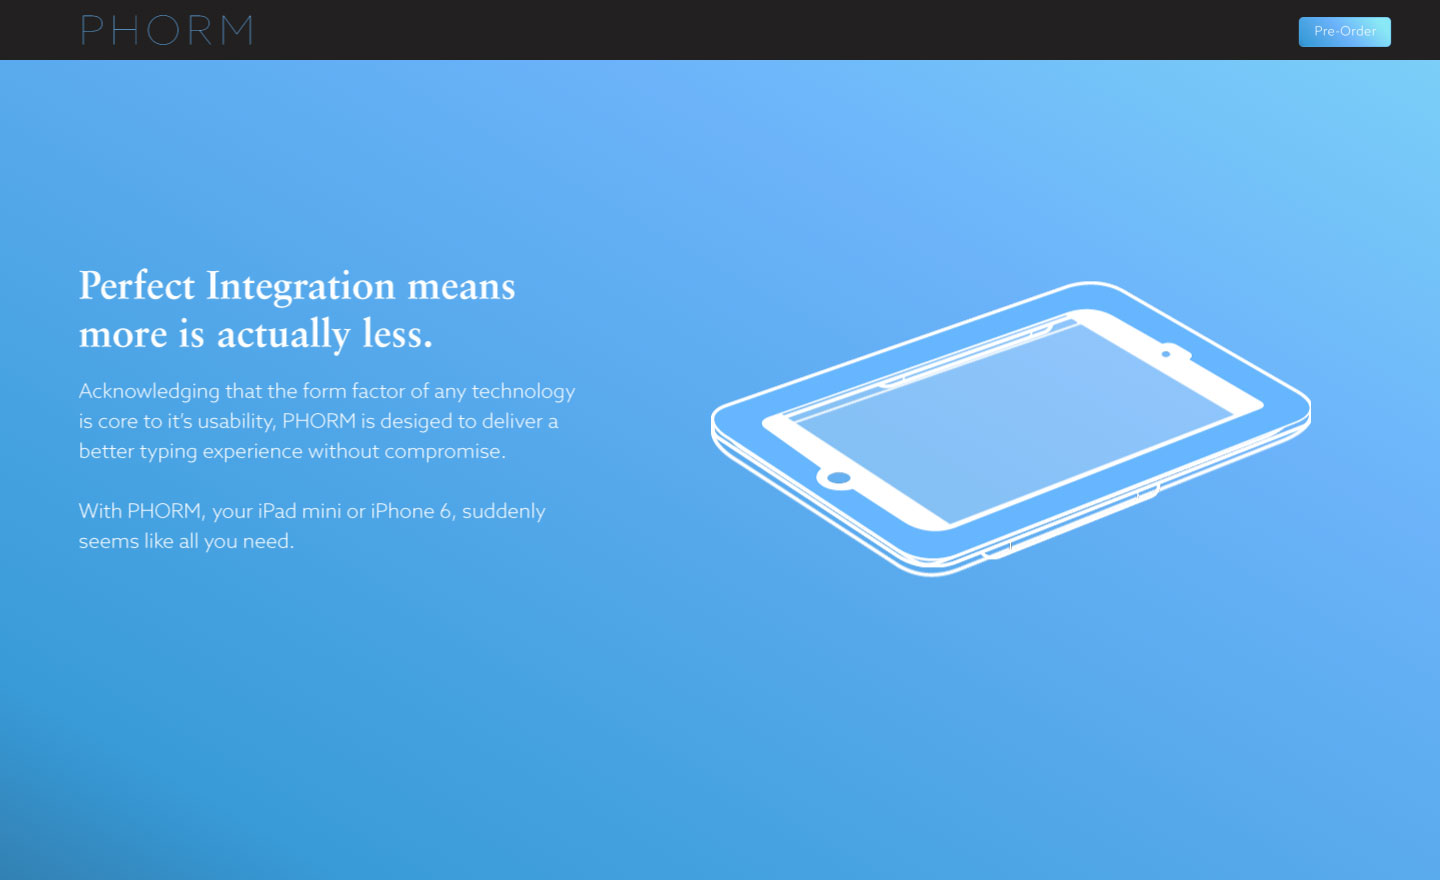 PHORM
Pre-Order
Perfect Integration means
more is actually less.
Acknowledging that the form factor of any technology
is core to it’s usability, PHORM is desiged to deliver a
better typing experience without compromise.
With PHORM, your iPad mini or iPhone 6, suddenly
seems like all you need.